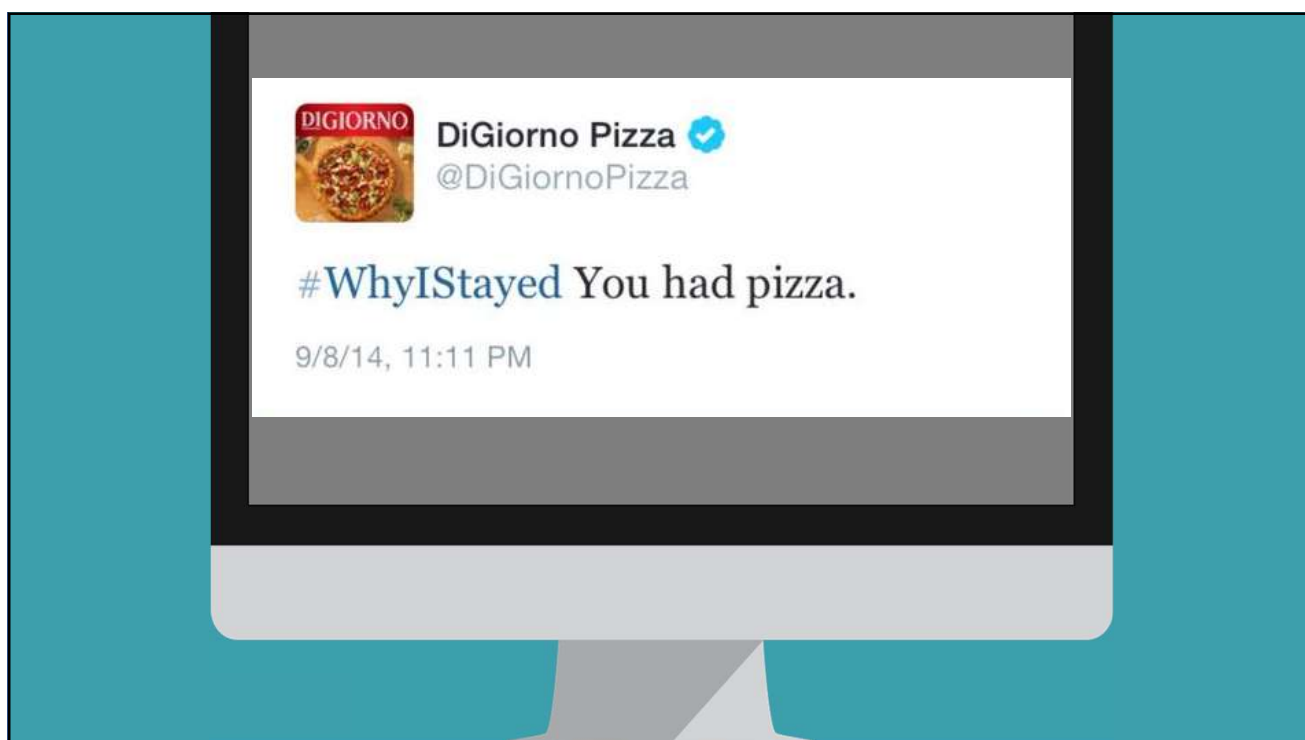 DIGIORNO
DiGiorno Pizza
@DiGiornoPizza
#WhyIStayed You had pizza.
9/8/14, 11:11 PM